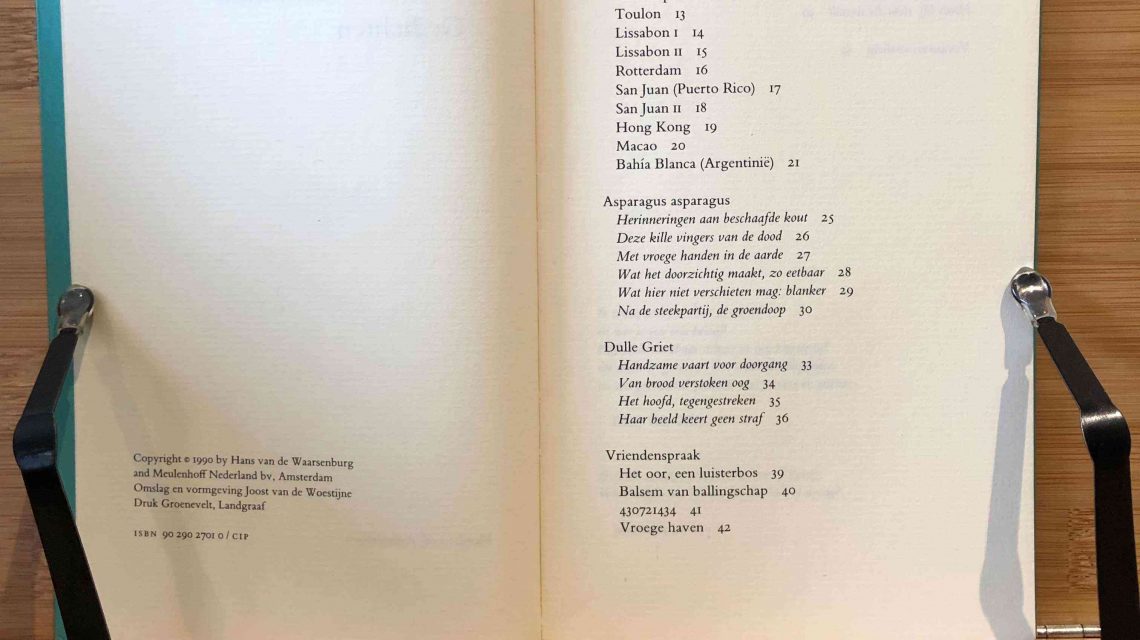 Copyright © 1990 by Hans van de Waarsenburg
and Meulenhoff Nederland bv, Amsterdam
Omslag en vormgeving Joost van de Woestijne
Druk Groenevelt, Landgraaf
ISBN 90 290 2701 0 / CIP
Toulon 13
Lissabon I 14
Lissabon II 15
Rotterdam 16
San Juan (Puerto Rico) 17
San Juan II 18
Hong Kong 19
Macao 20
Bahía Blanca (Argentinië) 21
Asparagus asparagus
Herinneringen aan beschaafde kout 25
Deze kille vingers van de dood 26
Met vroege handen in de aarde 27
Wat het doorzichtig maakt, zo eetbaar 28
Wat hier niet verschieten mag: blanker 29
Na de steekpartij, de groendoop 30
Dulle Griet
Handzame vaart voor doorgang 33
Van brood verstoken oog 34
Het hoofd, tegengestreken 35
Haar beeld keert geen straf 36
Vriendenspraak
Het oor, een luisterbos 39
Balsem van ballingschap 40
430721434 41
Vroege haven 42